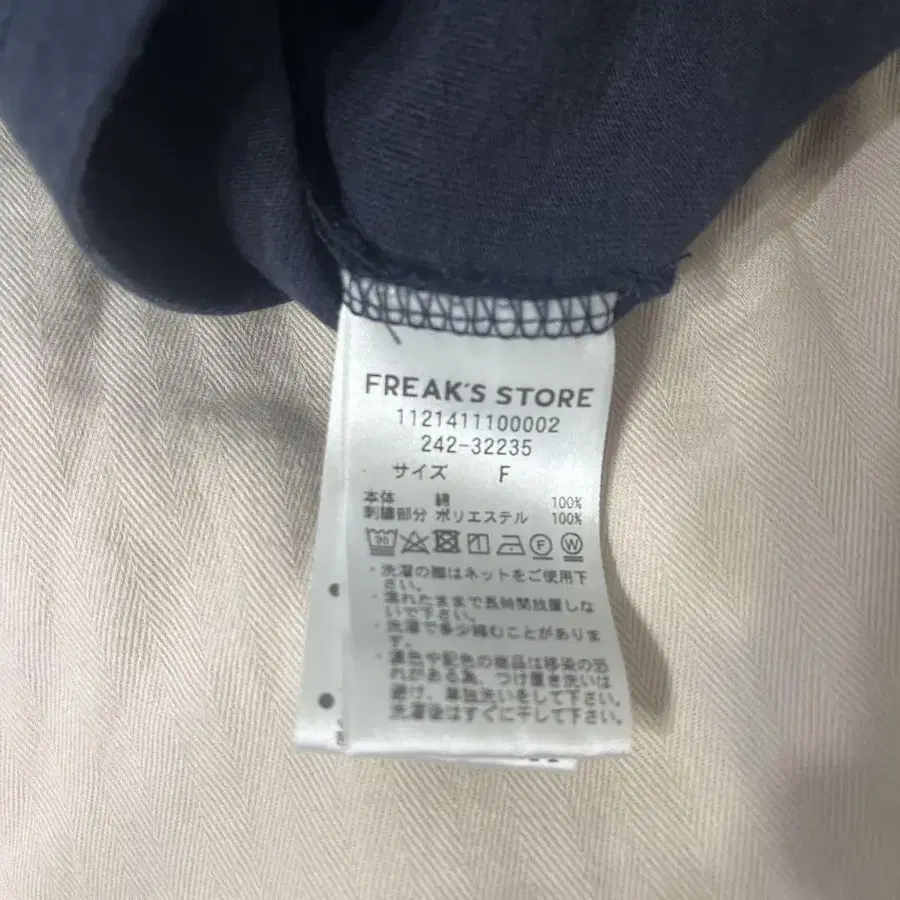 FREAK'S STORE
1121411100002
242-32235
サイズ F
本体 綿 100%
刺繍部分 ポリエステル 100%
30 F W
・洗濯の際はネットをご使用下
さい。
・濡れたままで長時間放置しな
いで下さい。
・洗濯で多少縮むことがありま
す。
・濃色や配色の商品は移染の恐
れがある為、つけ置き洗いは
避け、単独洗いをして下さい。
洗濯後はすぐに干して下さい。